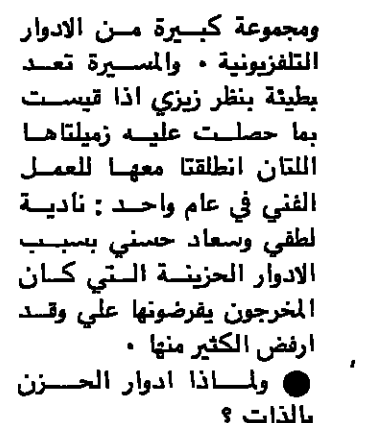 ومجموعة كبيرة من الادوار
التلفزيونية ٠ والمسيرة تعد
بطيئة بنظر زيزي اذا قيست
بما حصلت عليه زميلتاها
اللتان انطلقتا معها للعمل
الفني في عام واحد : نادية
لطفي وسعاد حسني بسبب
الادوار الحزينة التي كان
المخرجون يفرضونها علي وقد
ارفض الكثير منها ٠
● ولماذا ادوار الحزن
بالذات ؟